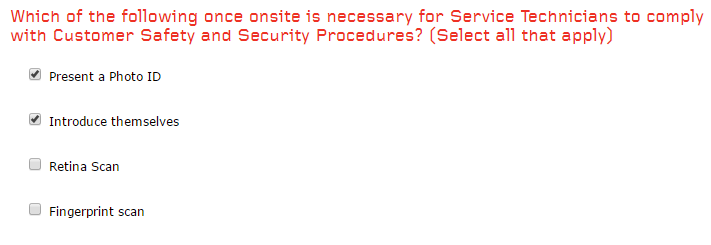 Which of the following once onsite is necessary for Service Technicians to comply
with Customer Safety and Security Procedures? (Select all that apply)
Present a Photo ID
Introduce themselves
Retina Scan
Fingerprint scan